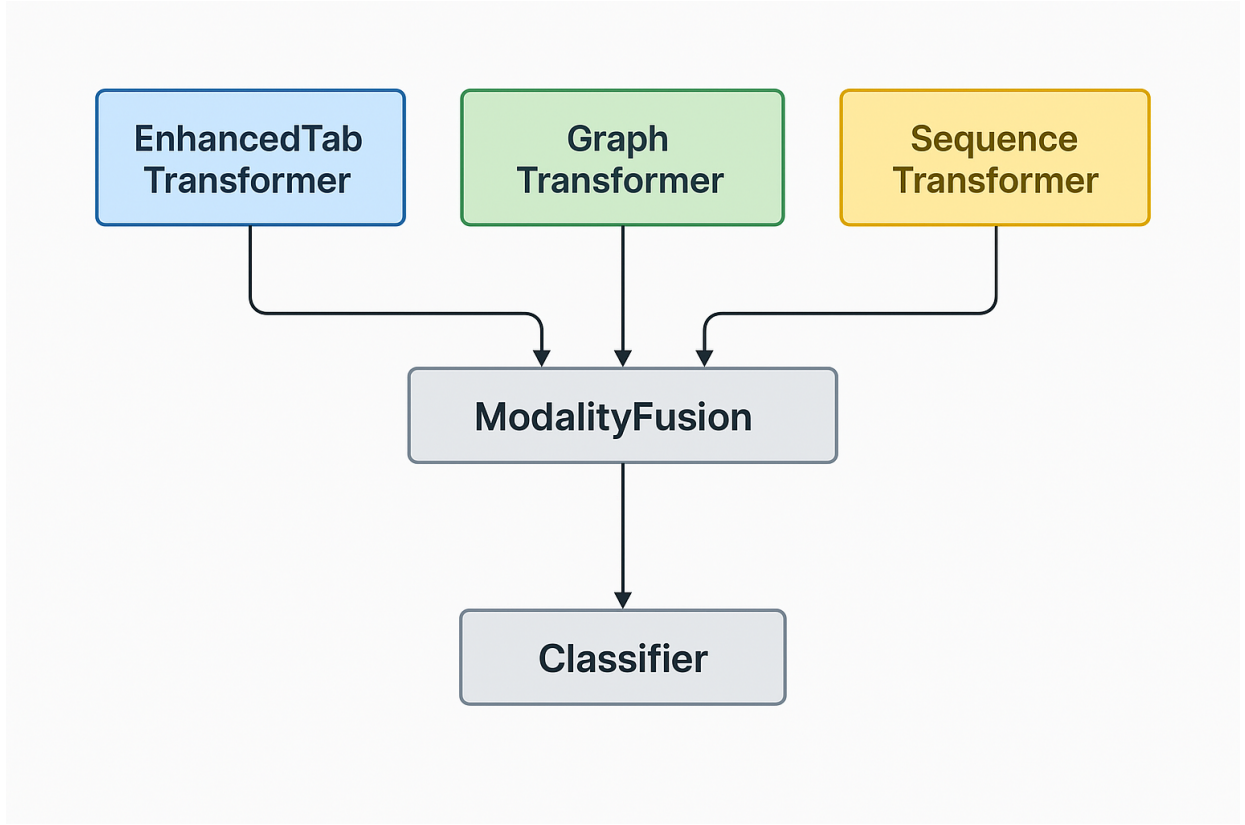 EnhancedTab
Transformer
Graph
Transformer
Sequence
Transformer
ModalityFusion
Classifier